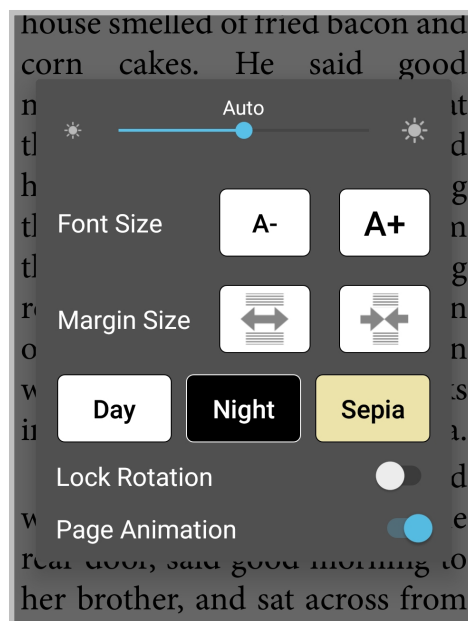 house smelled of fried bacon and
corn cakes. He said good
Auto
Font Size A- A+
Margin Size
Day Night Sepia
Lock Rotation
Page Animation
rear door, said good morning to
her brother, and sat across from